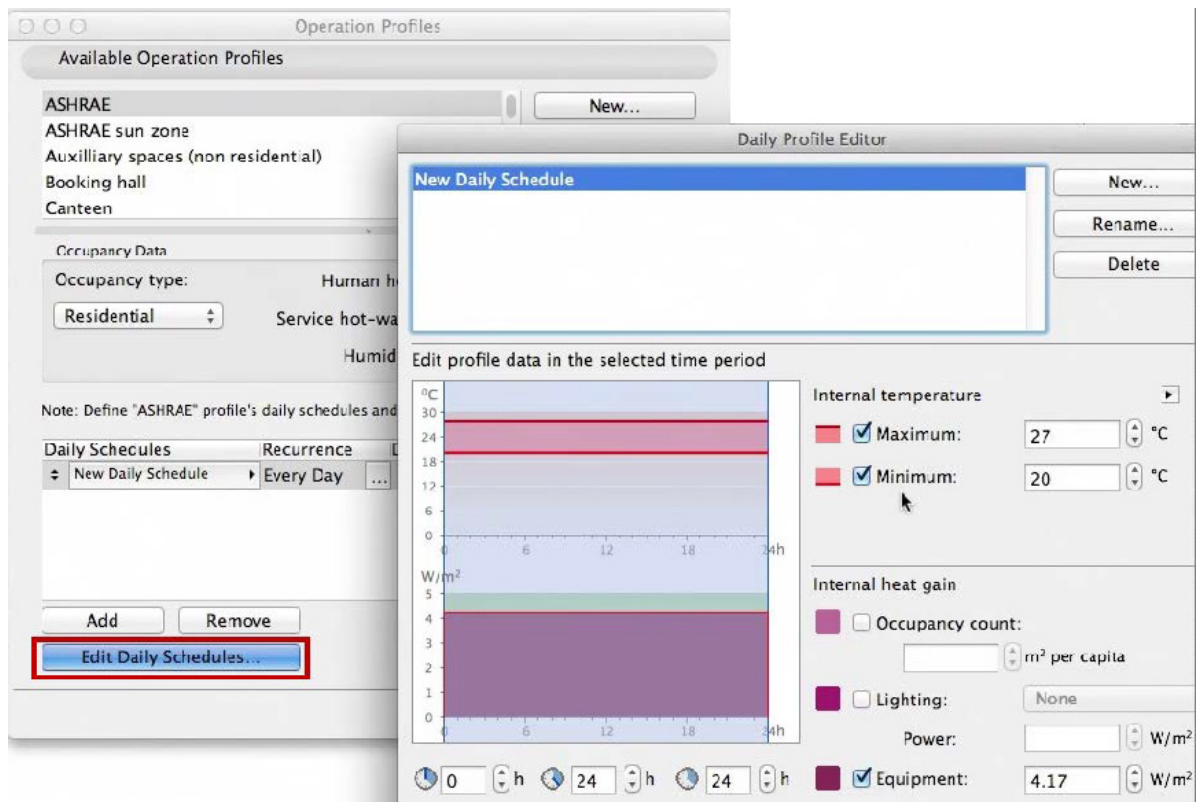 Operation Profiles
Available Operation Profiles
ASHRAE
New...
ASHRAE sun zone
Auxilliary spaces (non residential)
Booking hall
Canteen
Occupancy Data
Occupancy type:
Human h
Residential
Service hot-wa
Humid
Note: Define "ASHRAE" profile's daily schedules and
Daily Schedules Recurrence
New Daily Schedule Every Day ...
Add Remove
Edit Daily Schedules...
Daily Profile Editor
New Daily Schedule
New...
Rename...
Delete
Edit profile data in the selected time period
°C
30
24
18
12
6
0
0 6 12 18 24h
W/m²
5
4
3
2
1
0
0 6 12 18 24h
0 h 24 h 24 h
Internal temperature
Maximum: 27 °C
Minimum: 20 °C
Internal heat gain
Occupancy count:
m² per capita
Lighting: None
Power: W/m²
Equipment: 4.17 W/m²